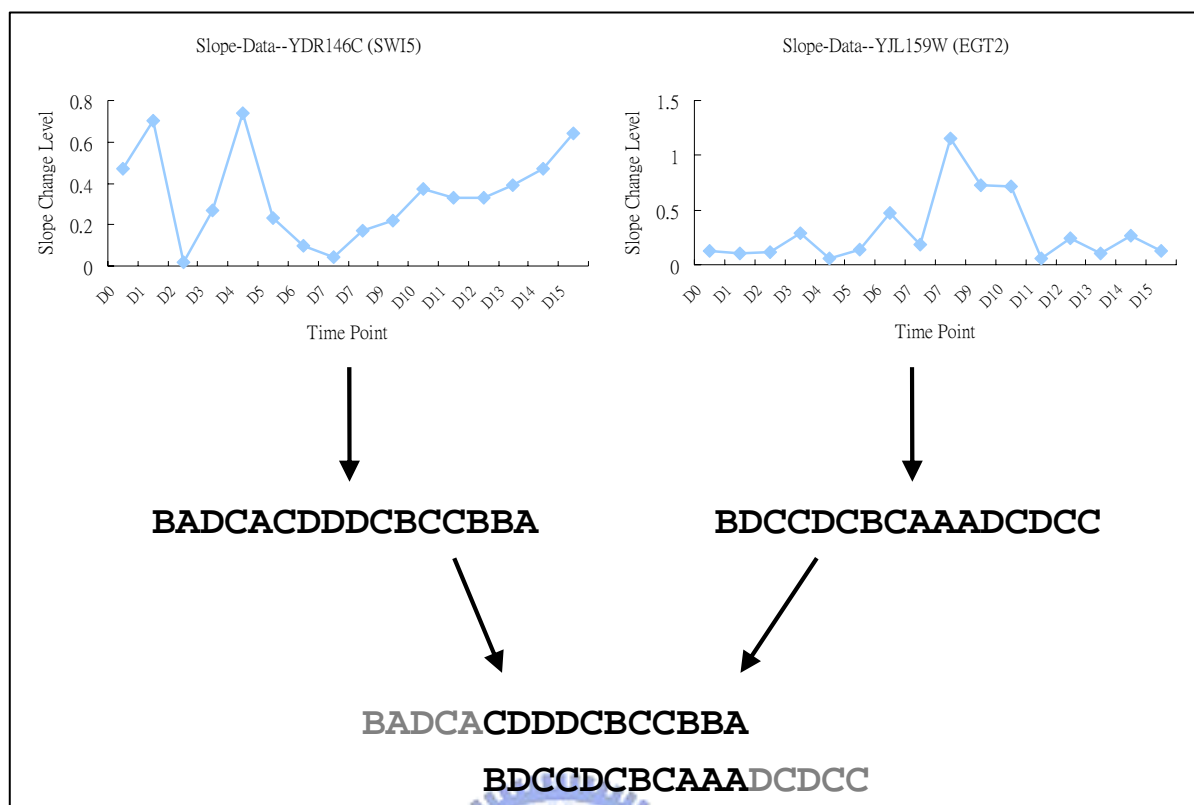 Slope-Data--YDR146C (SWI5)
Slope Change Level
0.8
0.6
0.4
0.2
0
D0 D1 D2 D3 D4 D5 D6 D7 D7 D9 D10 D11 D12 D13 D14 D15
Time Point
Slope-Data--YJL159W (EGT2)
Slope Change Level
1.5
1
0.5
0
D0 D1 D2 D3 D4 D5 D6 D7 D7 D9 D10 D11 D12 D13 D14 D15
Time Point
BADCACDDDCBCCBBA
BDCCDCBCAAADCDCC
BADCACDDDCBCCBBA
BDCCDCBCAAADCDCC